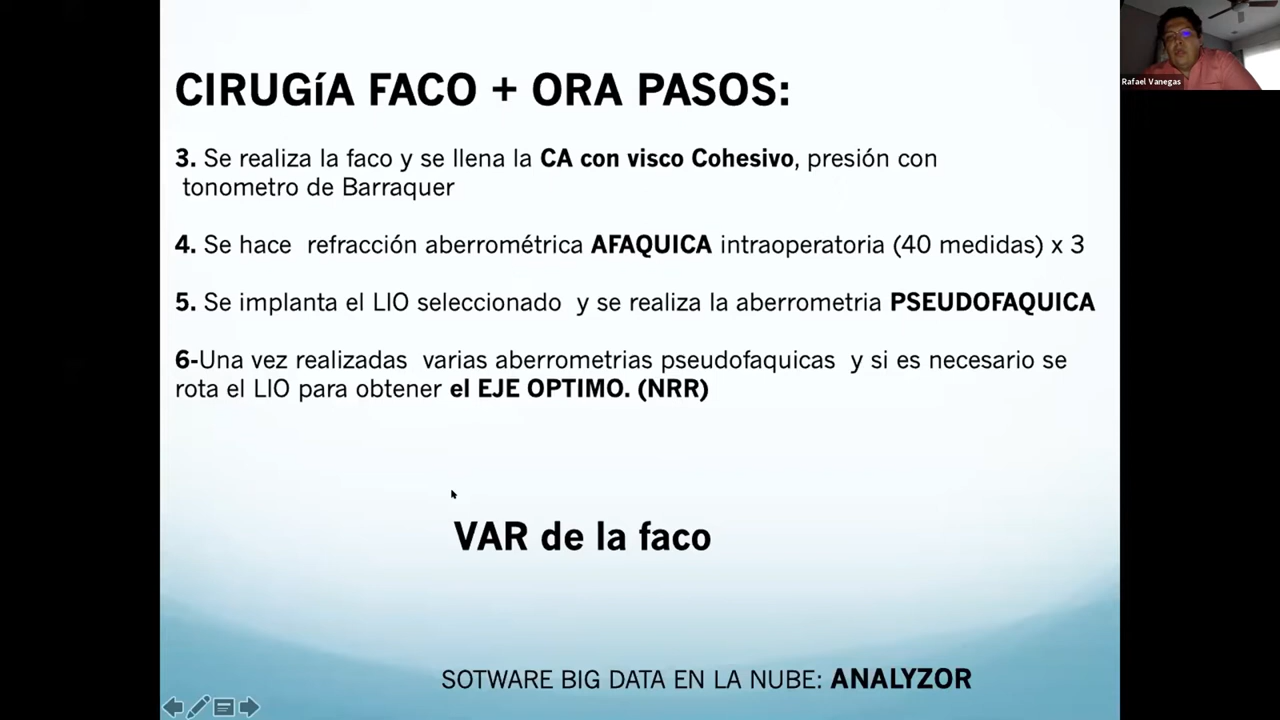 Rafael Vanegas
CIRUGíA FACO + ORA PASOS:
3. Se realiza la faco y se llena la CA con visco Cohesivo, presión con
tonometro de Barraquer
4. Se hace refracción aberrométrica AFAQUICA intraoperatoria (40 medidas) x 3
5. Se implanta el LIO seleccionado y se realiza la aberrometria PSEUDOFAQUICA
6-Una vez realizadas varias aberrometrias pseudofaquicas y si es necesario se
rota el LIO para obtener el EJE OPTIMO. (NRR)
VAR de la faco
SOTWARE BIG DATA EN LA NUBE: ANALYZOR